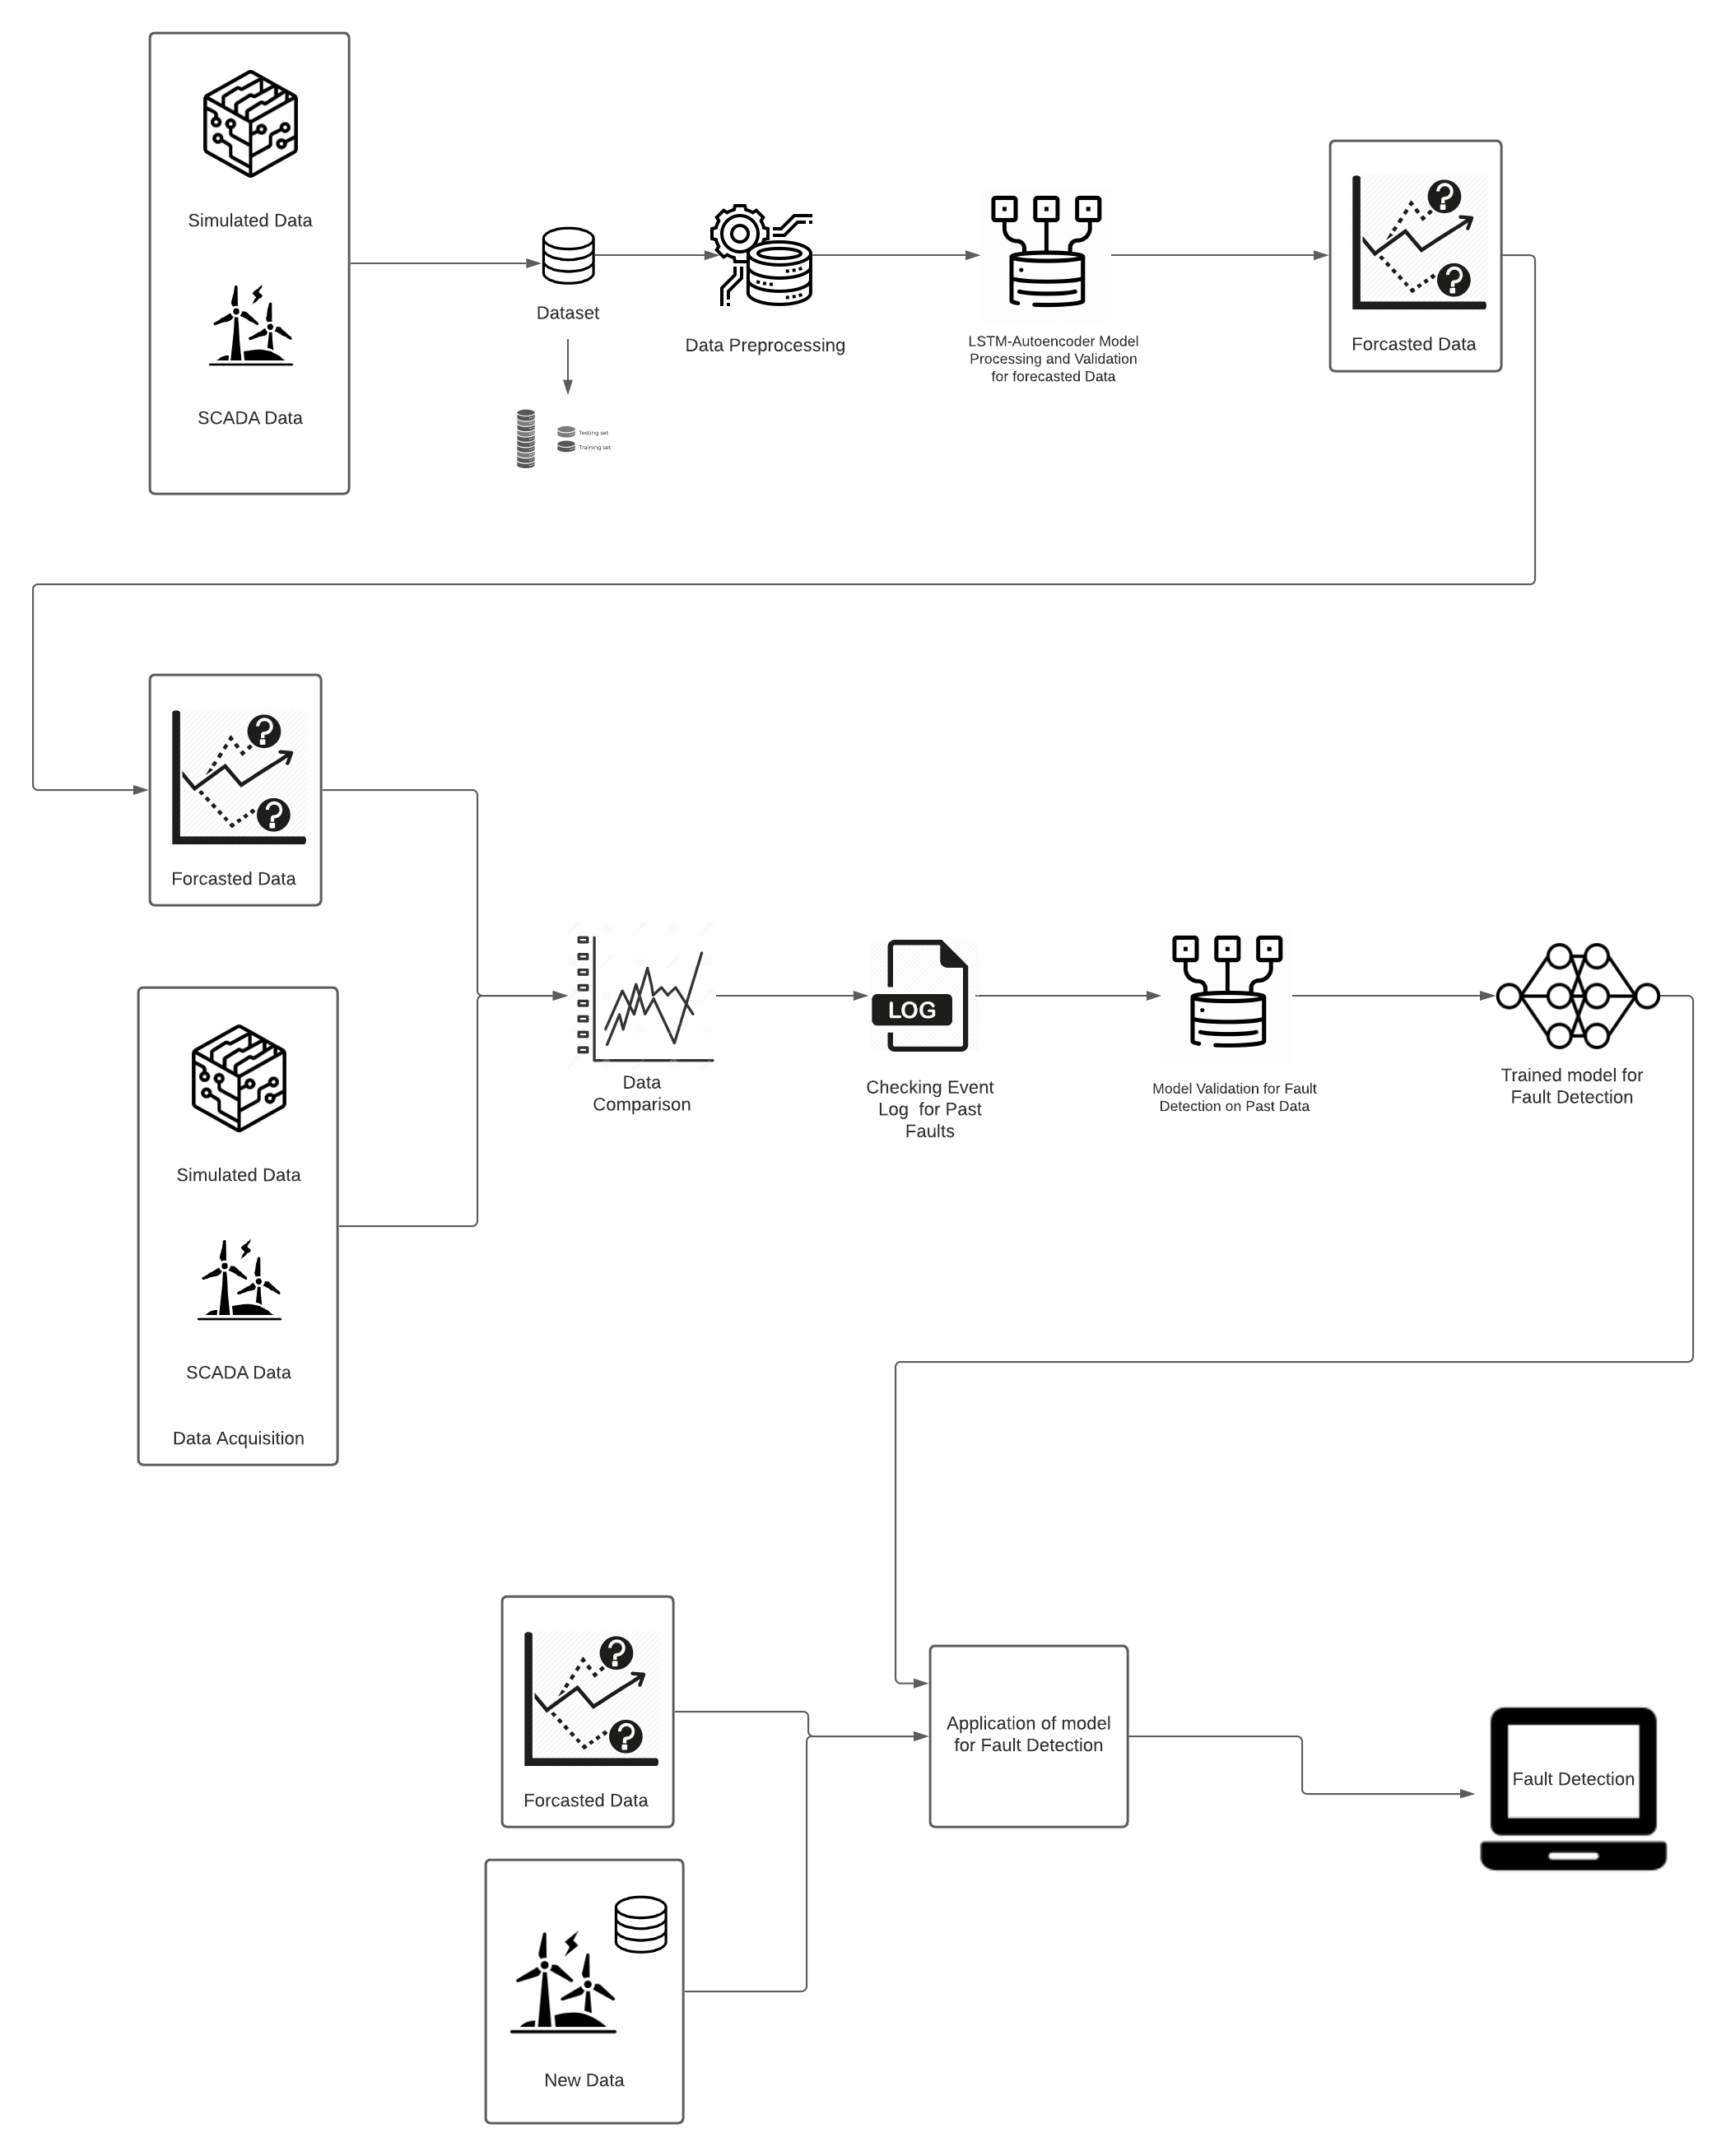 Simulated Data
SCADA Data
Dataset
Testing set
Training set
Data Preprocessing
LSTM-Autoencoder Model
Processing and Validation
for forecasted Data
?
?
Forcasted Data
?
?
Forcasted Data
Simulated Data
SCADA Data
Data Acquisition
Data
Comparison
LOG
Checking Event
Log for Past
Faults
Model Validation for Fault
Detection on Past Data
Trained model for
Fault Detection
?
?
Forcasted Data
New Data
Application of model
for Fault Detection
Fault Detection